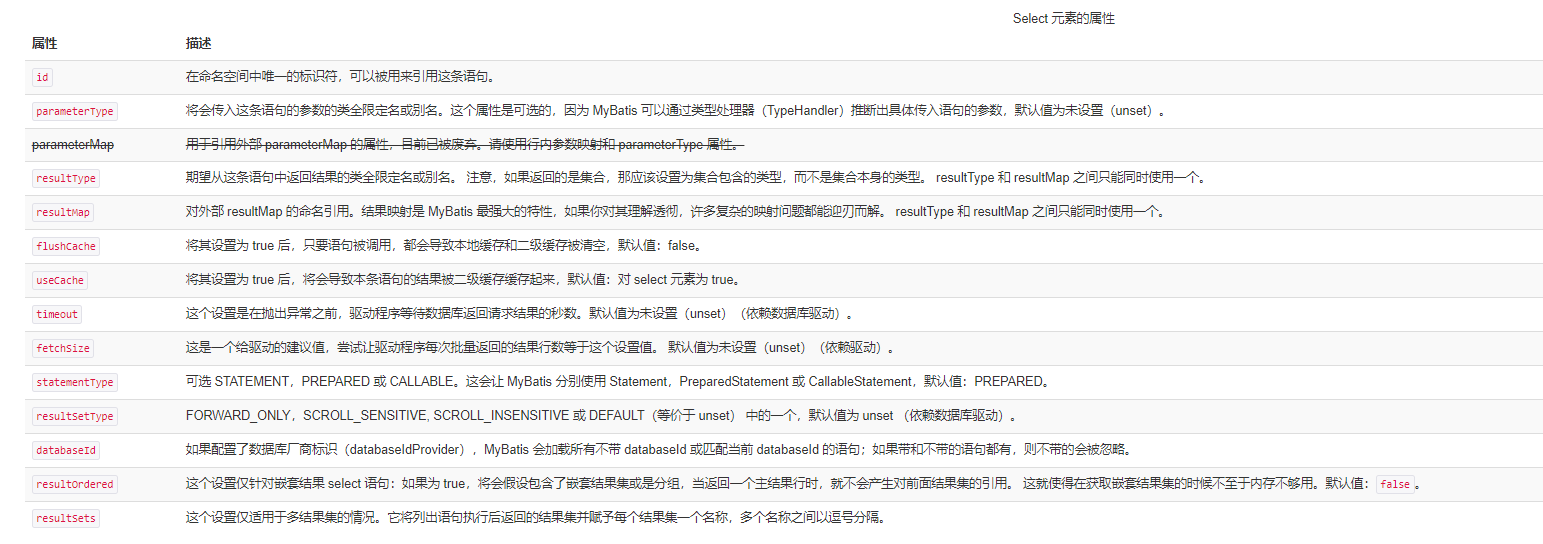 Select 元素的属性
属性 描述
id 在命名空间中唯一的标识符，可以被用来引用这条语句。
parameterType 将会传入这条语句的参数的类全限定名或别名。这个属性是可选的，因为 MyBatis 可以通过类型处理器（TypeHandler）推断出具体传入语句的参数，默认值为未设置（unset）。
parameterMap 用于引用外部 parameterMap 的属性，目前已被废弃。请使用行内参数映射和 parameterType 属性。
resultType 期望从这条语句中返回结果的类全限定名或别名。 注意，如果返回的是集合，那应该设置为集合包含的类型，而不是集合本身的类型。 resultType 和 resultMap 之间只能同时使用一个。
resultMap 对外部 resultMap 的命名引用。结果映射是 MyBatis 最强大的特性，如果你对其理解透彻，许多复杂的映射问题都能迎刃而解。 resultType 和 resultMap 之间只能同时使用一个。
flushCache 将其设置为 true 后，只要语句被调用，都会导致本地缓存和二级缓存被清空，默认值：false。
useCache 将其设置为 true 后，将会导致本条语句的结果被二级缓存缓存起来，默认值：对 select 元素为 true。
timeout 这个设置是在抛出异常之前，驱动程序等待数据库返回请求结果的秒数。默认值为未设置（unset）（依赖数据库驱动）。
fetchSize 这是一个给驱动的建议值，尝试让驱动程序每次批量返回的结果行数等于这个设置值。 默认值为未设置（unset）（依赖驱动）。
statementType 可选 STATEMENT，PREPARED 或 CALLABLE。这会让 MyBatis 分别使用 Statement，PreparedStatement 或 CallableStatement，默认值：PREPARED。
resultSetType FORWARD_ONLY，SCROLL_SENSITIVE, SCROLL_INSENSITIVE 或 DEFAULT（等价于 unset） 中的一个，默认值为 unset （依赖数据库驱动）。
databaseId 如果配置了数据库厂商标识（databaseIdProvider），MyBatis 会加载所有不带 databaseId 或匹配当前 databaseId 的语句；如果带和不带的语句都有，则不带的会被忽略。
resultOrdered 这个设置仅针对嵌套结果 select 语句：如果为 true，将会假设包含了嵌套结果集或是分组，当返回一个主结果行时，就不会产生对前面结果集的引用。 这就使得在获取嵌套结果集的时候不至于内存不够用。默认值：false。
resultSets 这个设置仅适用于多结果集的情况。它将列出语句执行后返回的结果集并赋予每个结果集一个名称，多个名称之间以逗号分隔。